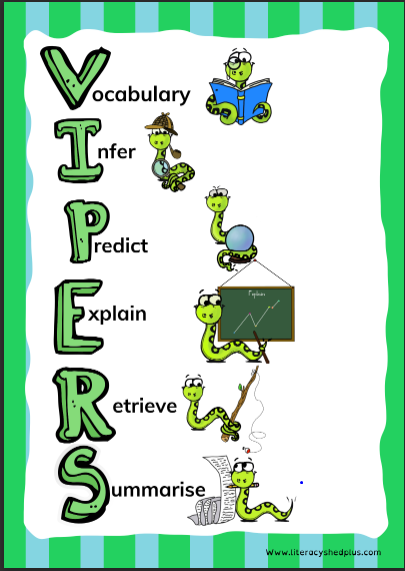 Vocabulary
Infer
Predict
Explain
Explain
Retrieve
Summarise
www.literacyshedplus.com